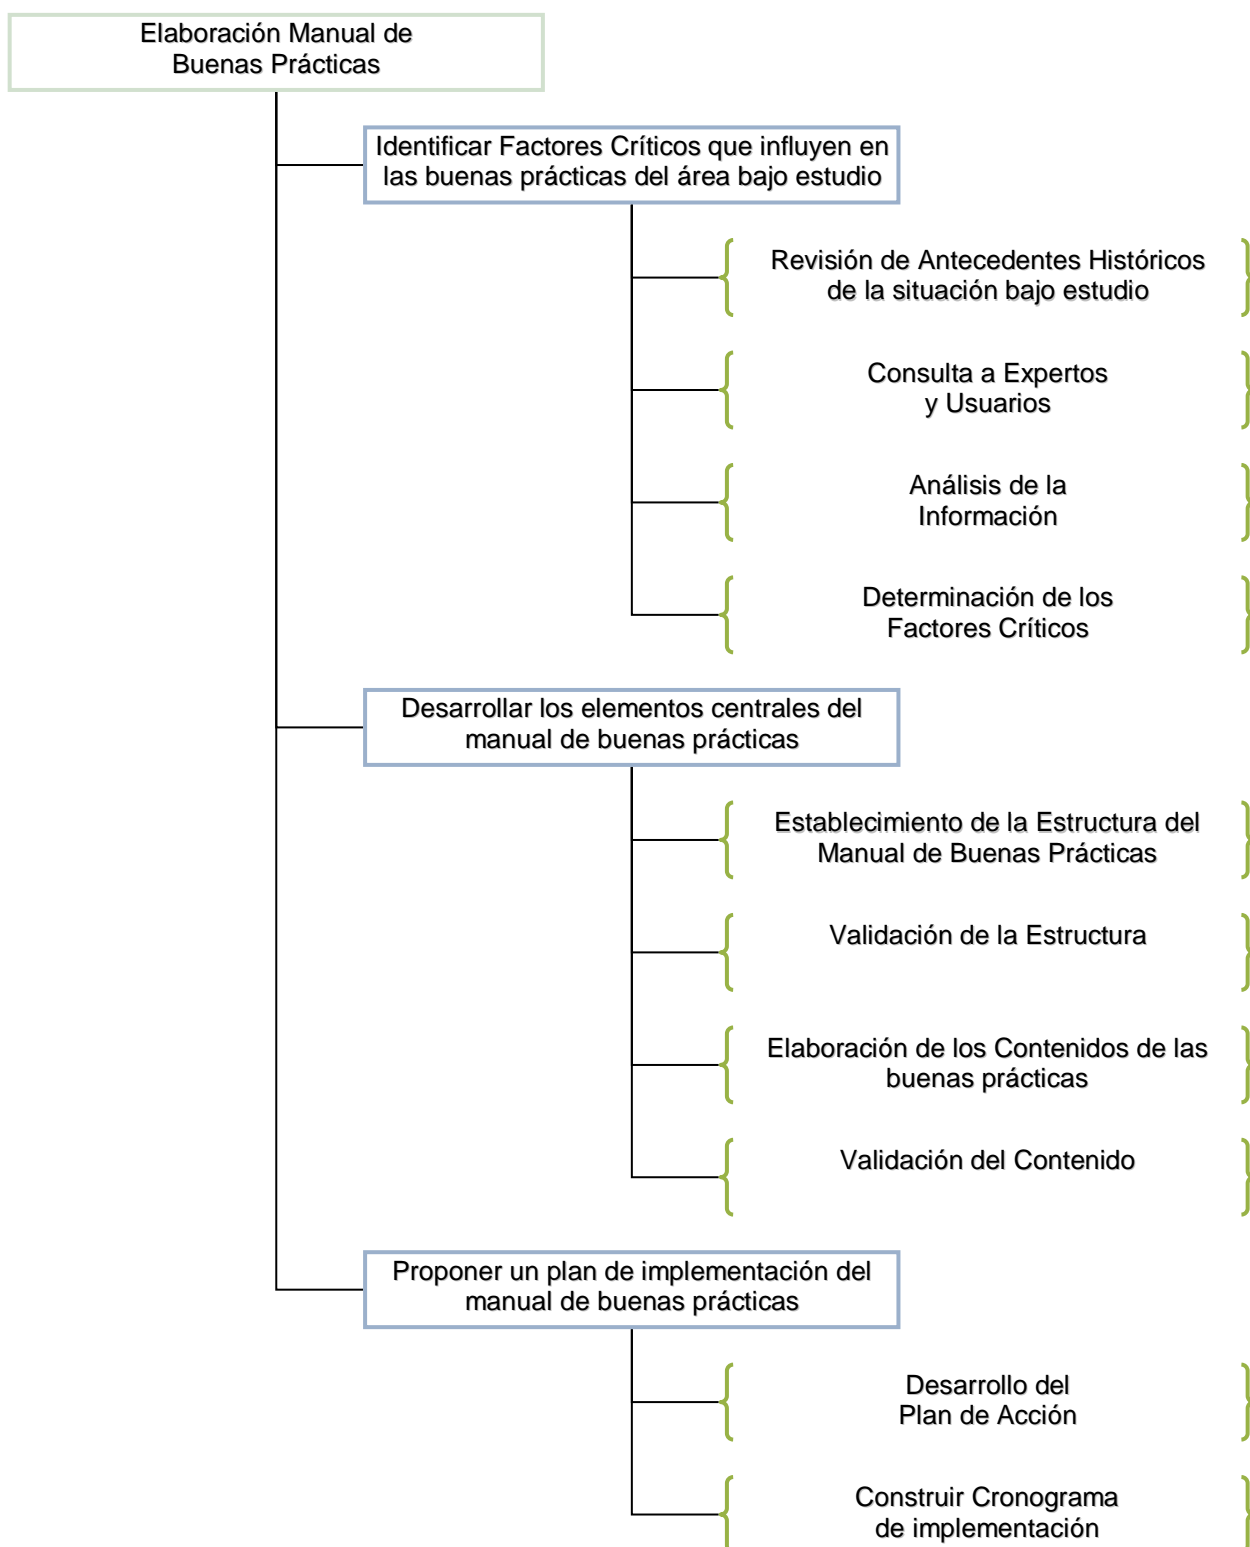 Elaboración Manual de
Buenas Prácticas
Identificar Factores Críticos que influyen en
las buenas prácticas del área bajo estudio
Revisión de Antecedentes Históricos
de la situación bajo estudio
Consulta a Expertos
y Usuarios
Análisis de la
Información
Determinación de los
Factores Críticos
Desarrollar los elementos centrales del
manual de buenas prácticas
Establecimiento de la Estructura del
Manual de Buenas Prácticas
Validación de la Estructura
Elaboración de los Contenidos de las
buenas prácticas
Validación del Contenido
Proponer un plan de implementación del
manual de buenas prácticas
Desarrollo del
Plan de Acción
Construir Cronograma
de implementación